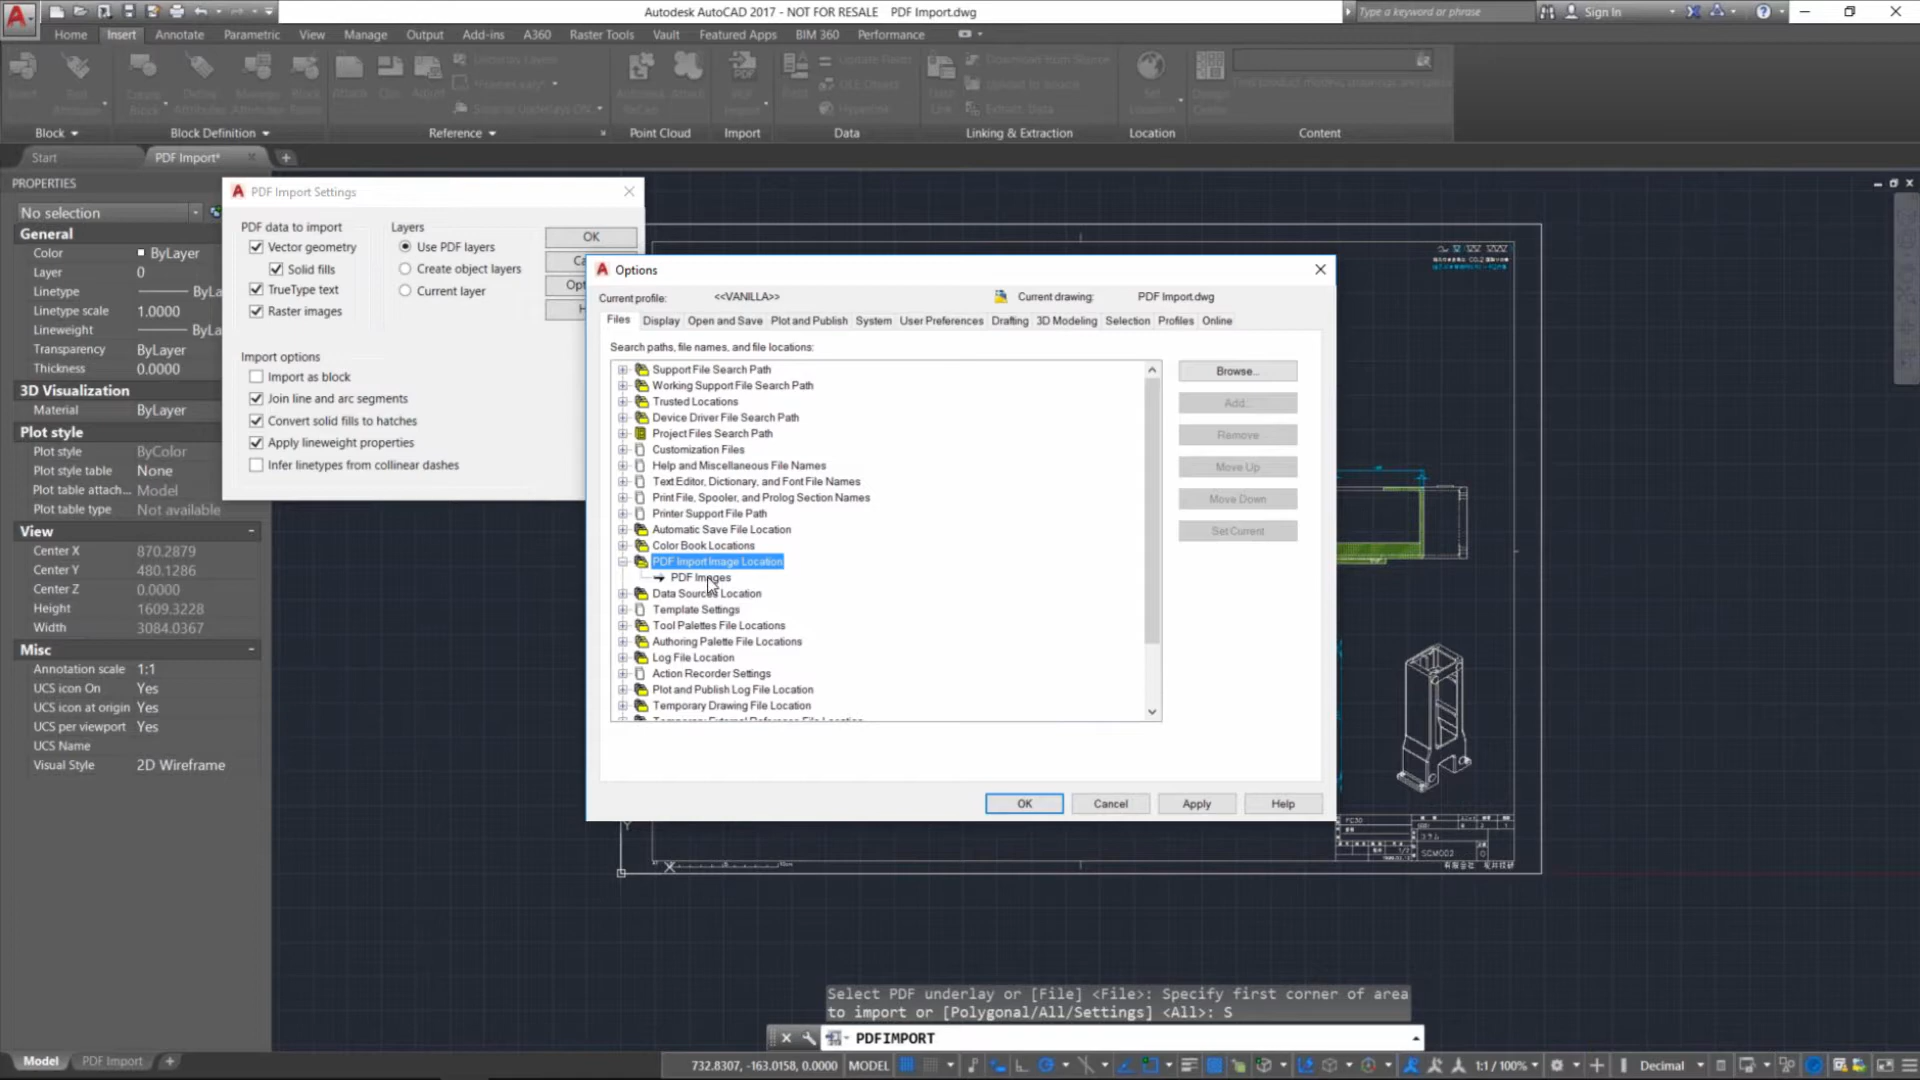 Autodesk AutoCAD 2017 - NOT FOR RESALE PDF Import.dwg
Type a keyword or phrase
Sign In
Home Insert Annotate Parametric View Manage Output Add-ins A360 Raster Tools Vault Featured Apps BIM 360 Performance
Block Block Definition Reference Point Cloud Import Data Linking & Extraction Location Content
Start PDF Import*
PROPERTIES
No selection
General
Color ByLayer
Layer 0
Linetype ByLa
Linetype scale 1.0000
Lineweight ByLa
Transparency ByLayer
Thickness 0.0000
3D Visualization
Material ByLayer
Plot style
Plot style ByColor
Plot style table None
Plot table attach... Model
Plot table type Not available
View
Center X 870.2879
Center Y 480.1286
Center Z 0.0000
Height 1609.3228
Width 3084.0367
Misc
Annotation scale 1:1
UCS icon On Yes
UCS icon at origin Yes
UCS per viewport Yes
UCS Name
Visual Style 2D Wireframe
PDF Import Settings
PDF data to import
Vector geometry
Solid fills
TrueType text
Raster images
Layers
Use PDF layers
Create object layers
Current layer
OK
Ca
Opt
H
Import options
Import as block
Join line and arc segments
Convert solid fills to hatches
Apply lineweight properties
Infer linetypes from collinear dashes
Options
Current profile: <<VANILLA>> Current drawing: PDF Import.dwg
Files Display Open and Save Plot and Publish System User Preferences Drafting 3D Modeling Selection Profiles Online
Search paths, file names, and file locations:
Support File Search Path
Working Support File Search Path
Trusted Locations
Device Driver File Search Path
Project Files Search Path
Customization Files
Help and Miscellaneous File Names
Text Editor, Dictionary, and Font File Names
Print File, Spooler, and Prolog Section Names
Printer Support File Path
Automatic Save File Location
Color Book Locations
PDF Import Image Location
PDF Images
Data Sources Location
Template Settings
Tool Palettes File Locations
Authoring Palette File Locations
Log File Location
Action Recorder Settings
Plot and Publish Log File Location
Temporary Drawing File Location
Temporary External Reference File Location
Browse...
Add...
Remove
Move Up
Move Down
Set Current
OK Cancel Apply Help
FC30
SCM003
Select PDF underlay or [File] <File>: Specify first corner of area
to import or [Polygonal/All/Settings] <All>: S
PDFIMPORT
Model PDF Import
732.8307, -163.0158, 0.0000 MODEL
1:1 / 100%
Decimal